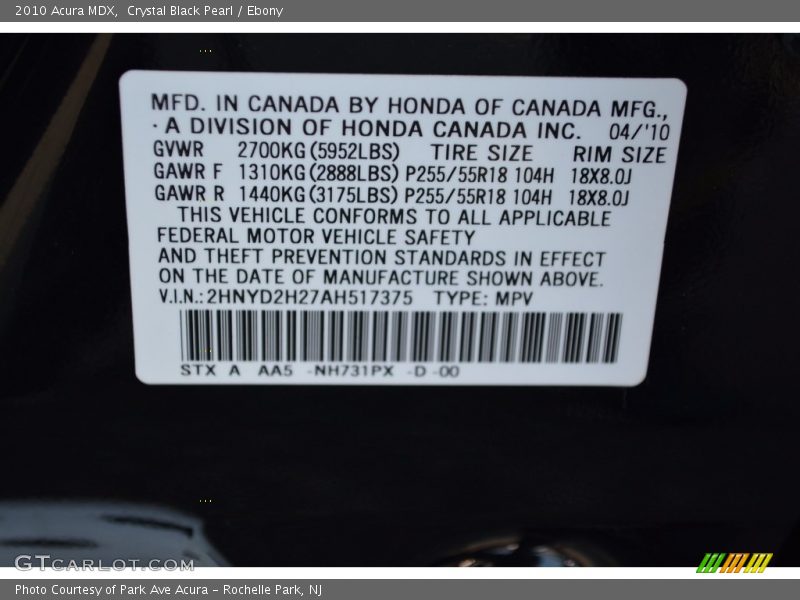 2010 Acura MDX,  Crystal Black Pearl / Ebony
MFD. IN CANADA BY HONDA OF CANADA MFG.,
· A DIVISION OF HONDA CANADA INC. 04/'10
GVWR 2700KG(5952LBS) TIRE SIZE RIM SIZE
GAWR F 1310KG(2888LBS) P255/55R18 104H 18X8.0J
GAWR R 1440KG(3175LBS) P255/55R18 104H 18X8.0J
THIS VEHICLE CONFORMS TO ALL APPLICABLE
FEDERAL MOTOR VEHICLE SAFETY
AND THEFT PREVENTION STANDARDS IN EFFECT
ON THE DATE OF MANUFACTURE SHOWN ABOVE.
V.I.N.: 2HNYD2H27AH517375 TYPE: MPV
STX A AA5 -NH731PX -D -00
GTCARLOT.COM
Photo Courtesy of Park Ave Acura – Rochelle Park, NJ